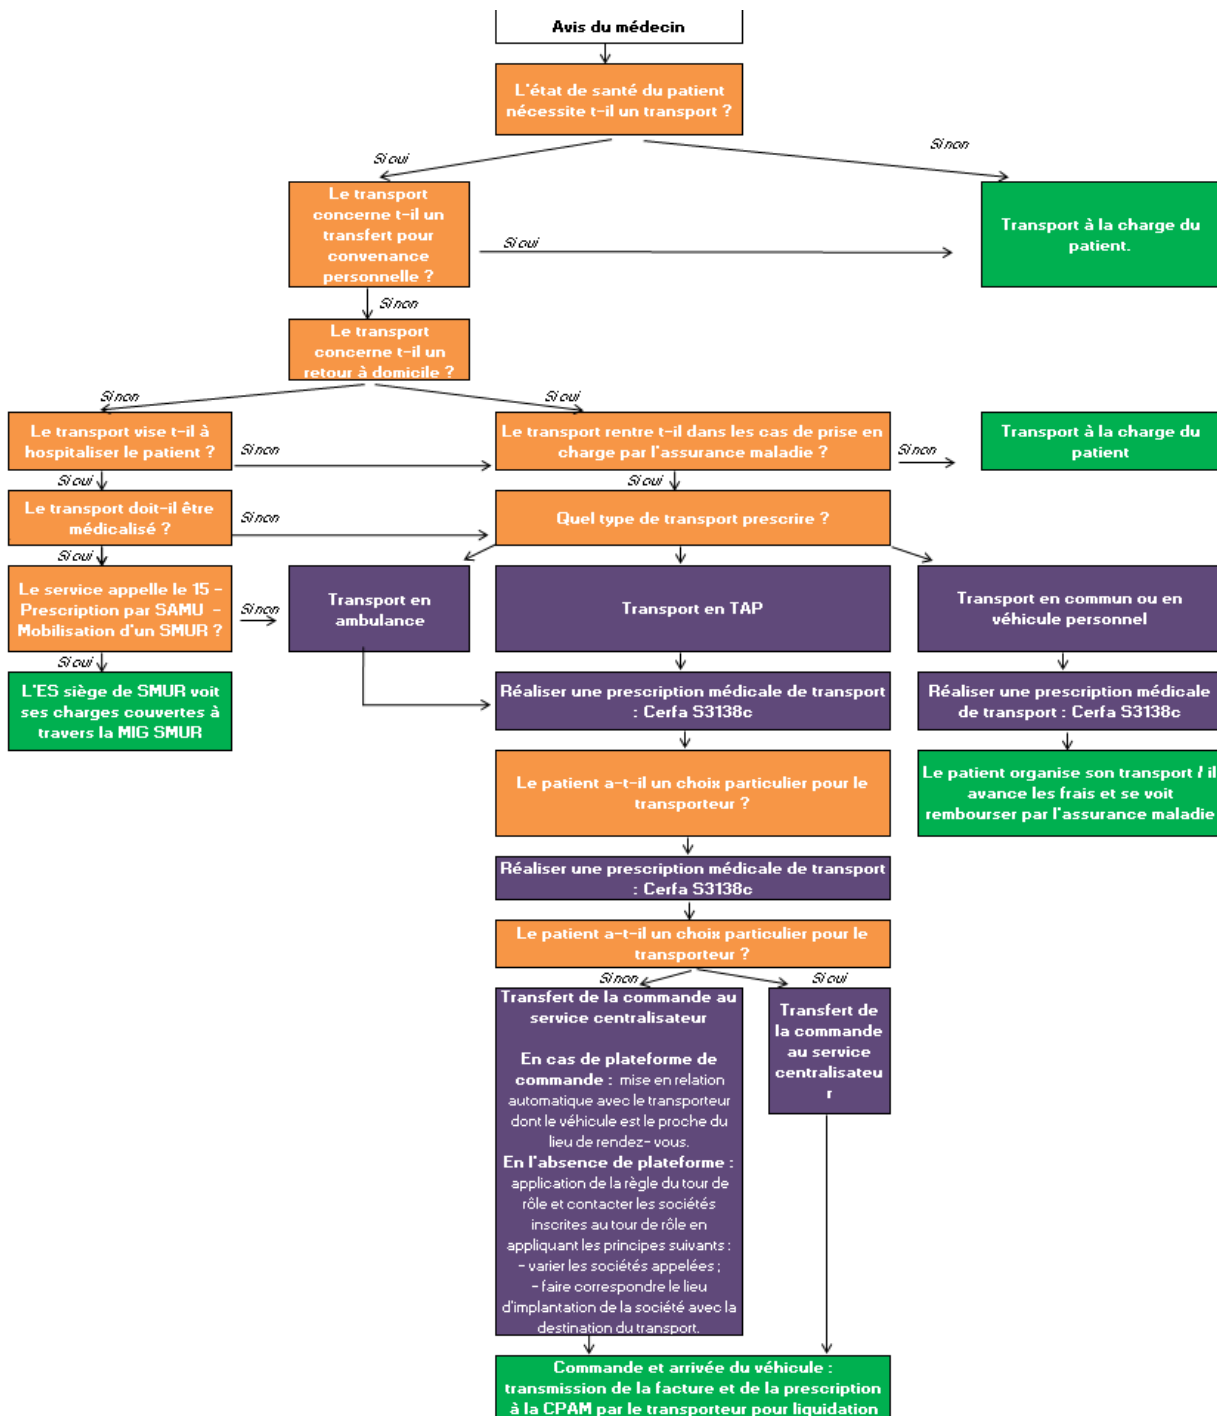 Avis du médecin
L'état de santé du patient
nécessite t-il un transport ?
Si oui
Si non
Le transport
concerne t-il un
transfert pour
convenance
personnelle ?
Si oui
Transport à la charge du
patient.
Si non
Le transport
concerne t-il un
retour à domicile ?
Si non
Si oui
Le transport vise t-il à
hospitaliser le patient ?
Si non
Le transport rentre t-il dans les cas de prise en
charge par l'assurance maladie ?
Si non
Transport à la charge du
patient
Si oui
Si oui
Le transport doit-il être
médicalisé ?
Si non
Quel type de transport prescrire ?
Si oui
Le service appelle le 15 -
Prescription par SAMU -
Mobilisation d'un SMUR ?
Si non
Transport en
ambulance
Transport en TAP
Transport en commun ou en
véhicule personnel
Si oui
L'ES siège de SMUR voit
ses charges couvertes à
travers la MIG SMUR
Réaliser une prescription médicale de transport
: Cerfa S3138c
Réaliser une prescription médicale
de transport : Cerfa S3138c
Le patient a-t-il un choix particulier pour le
transporteur ?
Le patient organise son transport / il
avance les frais et se voit
rembourser par l'assurance maladie
Réaliser une prescription médicale de transport
: Cerfa S3138c
Le patient a-t-il un choix particulier pour le
transporteur ?
Si non
Si oui
Transfert de la commande au
service centralisateur
En cas de plateforme de
commande : mise en relation
automatique avec le transporteur
dont le véhicule est le proche du
lieu de rendez-vous.
En l'absence de plateforme :
application de la règle du tour de
rôle et contacter les sociétés
inscrites au tour de rôle en
appliquant les principes suivants :
- varier les sociétés appelées ;
- faire correspondre le lieu
d'implantation de la société avec la
destination du transport.
Transfert de
la commande
au service
centralisateu
r
Commande et arrivée du véhicule :
transmission de la facture et de la prescription
à la CPAM par le transporteur pour liquidation